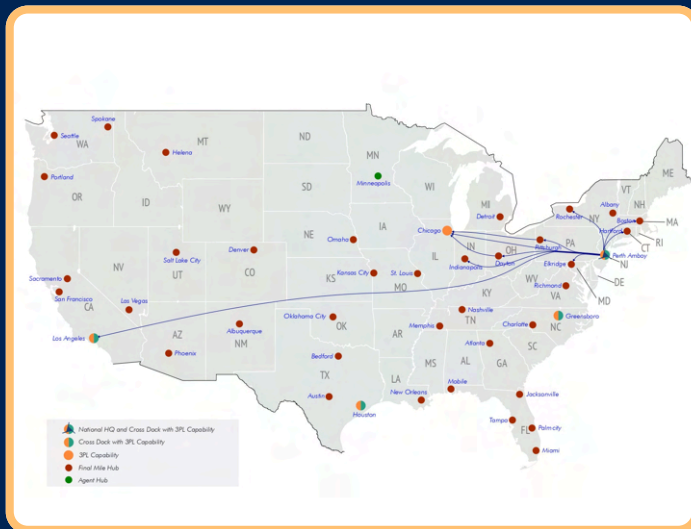 Spokane
Seattle
WA
Helena
MT
ND
MN
Minneapolis
ME
VT
NH
Portland
OR
ID
SD
WI
MI
Albany
NY
Boston
MA
Rochester
Hartford
CT
RI
Detroit
Chicago
WY
IA
NE
Omaha
Pittsburgh
PA
Perth Amboy
NJ
Denver
Salt Lake City
NV
UT
CO
IL
IN
OH
Dayton
Indianapolis
Elkridge
DE
MD
Sacramento
San Francisco
CA
Kansas City
KS
St. Louis
MO
WV
Richmond
VA
KY
Las Vegas
Nashville
TN
Greensboro
NC
Los Angeles
AZ
Albuquerque
NM
Oklahoma City
OK
AR
Memphis
Charlotte
SC
Phoenix
Atlanta
Bedford
TX
MS
AL
GA
LA
Austin
Houston
New Orleans
Mobile
Jacksonville
Tampa
FL
Palm city
Miami
National HQ and Cross Dock with 3PL Capability
Cross Dock with 3PL Capability
3PL Capability
Final Mile Hub
Agent Hub